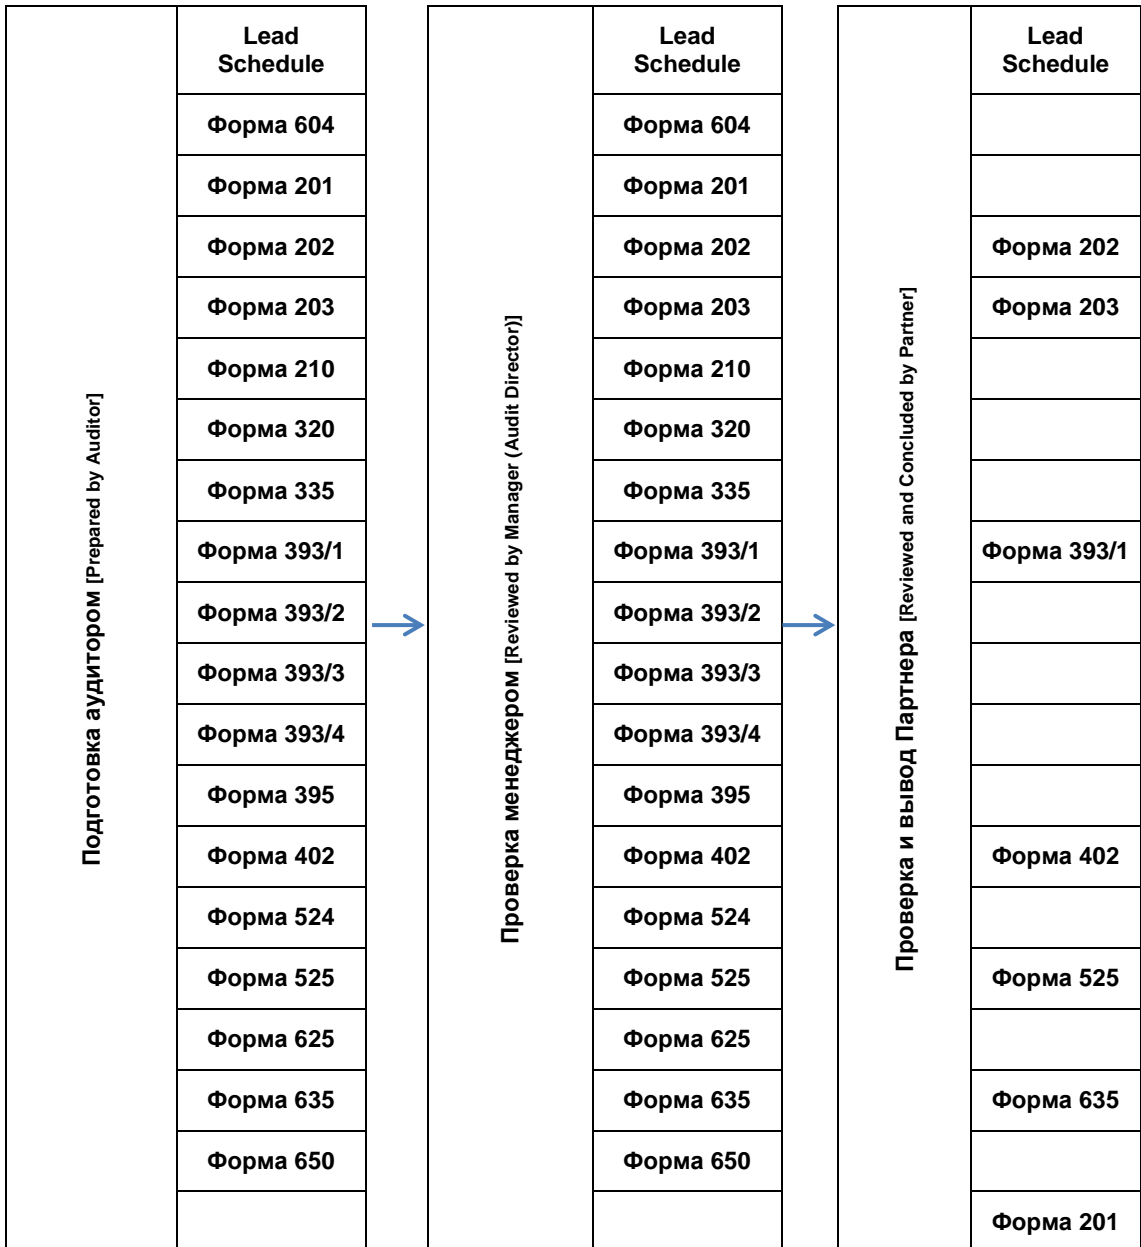 Подготовка аудитором [Prepared by Auditor]
Lead
Schedule
Форма 604
Форма 201
Форма 202
Форма 203
Форма 210
Форма 320
Форма 335
Форма 393/1
Форма 393/2
Форма 393/3
Форма 393/4
Форма 395
Форма 402
Форма 524
Форма 525
Форма 625
Форма 635
Форма 650
Проверка менеджером [Reviewed by Manager (Audit Director)]
Lead
Schedule
Форма 604
Форма 201
Форма 202
Форма 203
Форма 210
Форма 320
Форма 335
Форма 393/1
Форма 393/2
Форма 393/3
Форма 393/4
Форма 395
Форма 402
Форма 524
Форма 525
Форма 625
Форма 635
Форма 650
Проверка и вывод Партнера [Reviewed and Concluded by Partner]
Lead
Schedule
Форма 202
Форма 203
Форма 393/1
Форма 402
Форма 525
Форма 635
Форма 201